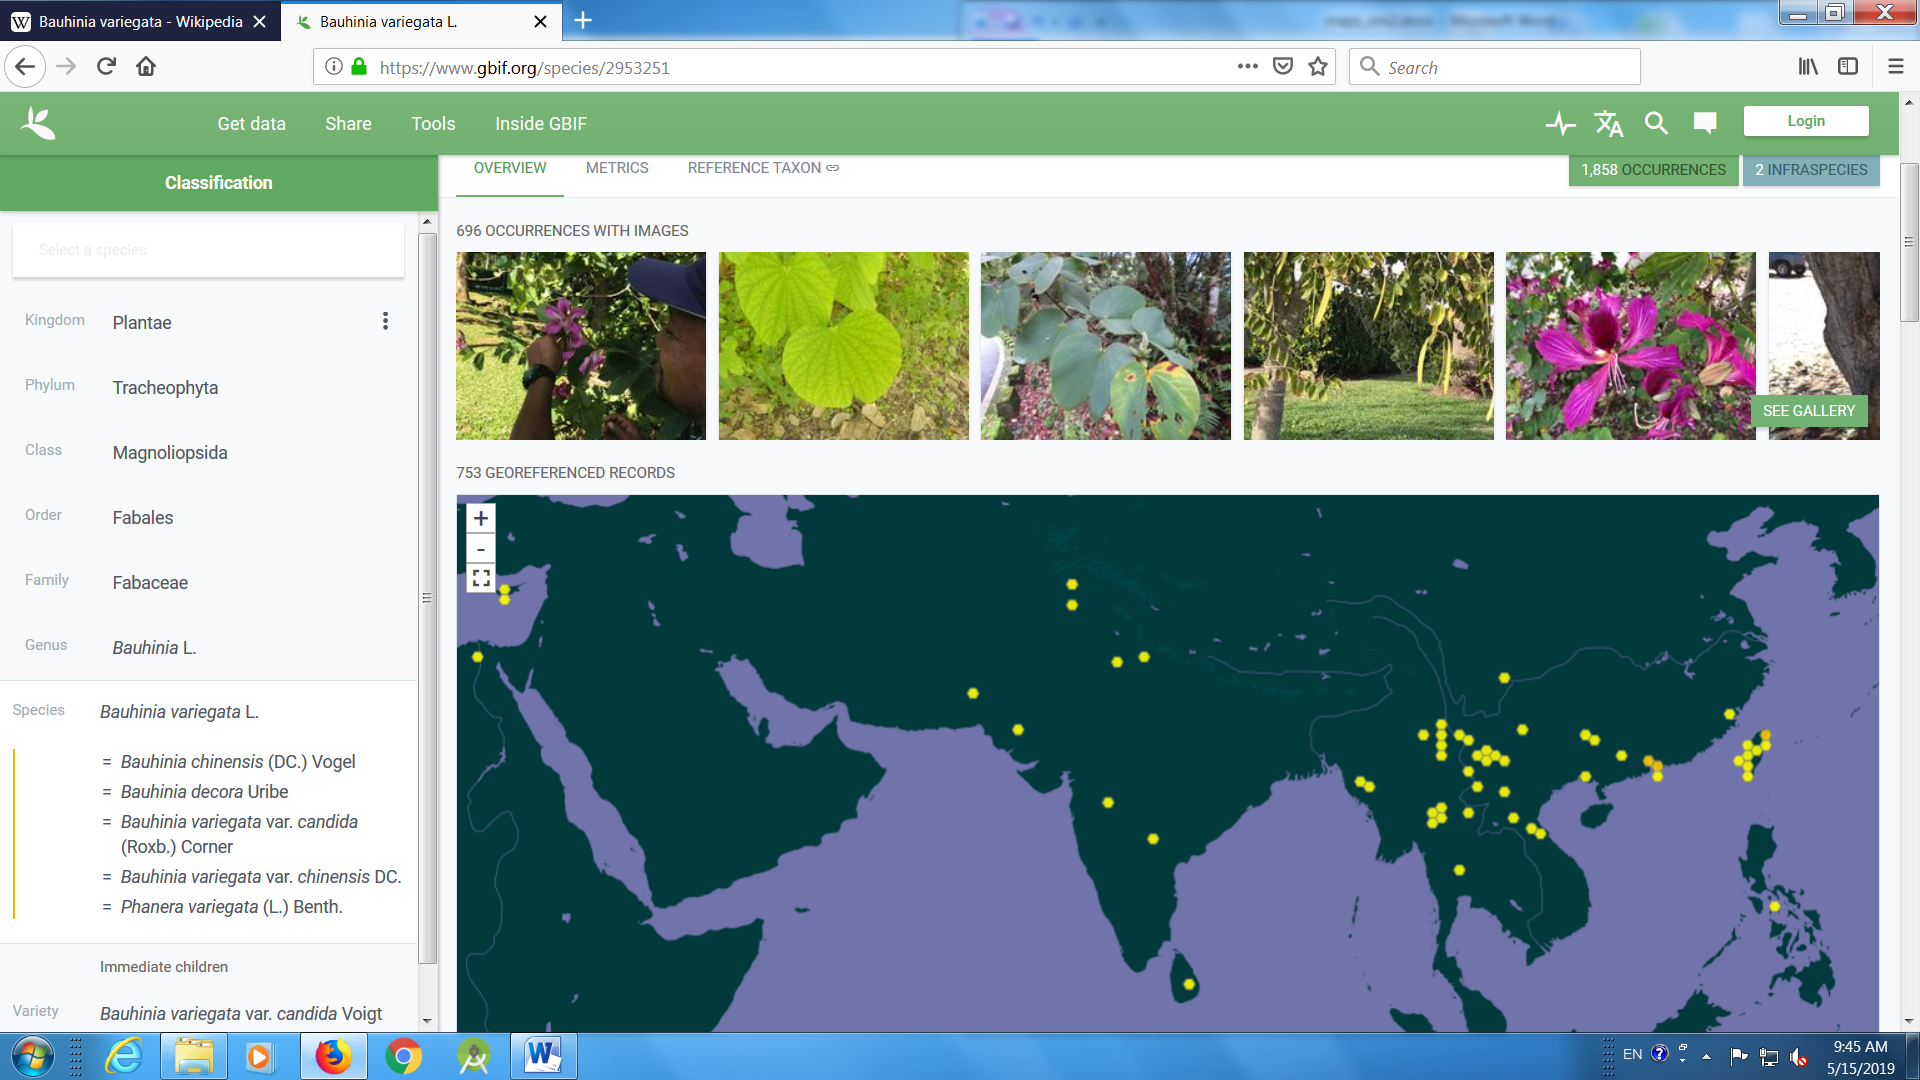 Bauhinia variegata - Wikipedia
Bauhinia variegata L.
https://www.gbif.org/species/2953251
Search
Get data
Share
Tools
Inside GBIF
Login
Classification
OVERVIEW
METRICS
REFERENCE TAXON
1,858 OCCURRENCES
2 INFRASPECIES
Select a species
Kingdom Plantae
Phylum Tracheophyta
Class Magnoliopsida
Order Fabales
Family Fabaceae
Genus Bauhinia L.
Species Bauhinia variegata L.
= Bauhinia chinensis (DC.) Vogel
= Bauhinia decora Uribe
= Bauhinia variegata var. candida
(Roxb.) Corner
= Bauhinia variegata var. chinensis DC.
= Phanera variegata (L.) Benth.
Immediate children
Variety Bauhinia variegata var. candida Voigt
696 OCCURRENCES WITH IMAGES
SEE GALLERY
753 GEOREFERENCED RECORDS
+
-
EN
9:45 AM
5/15/2019